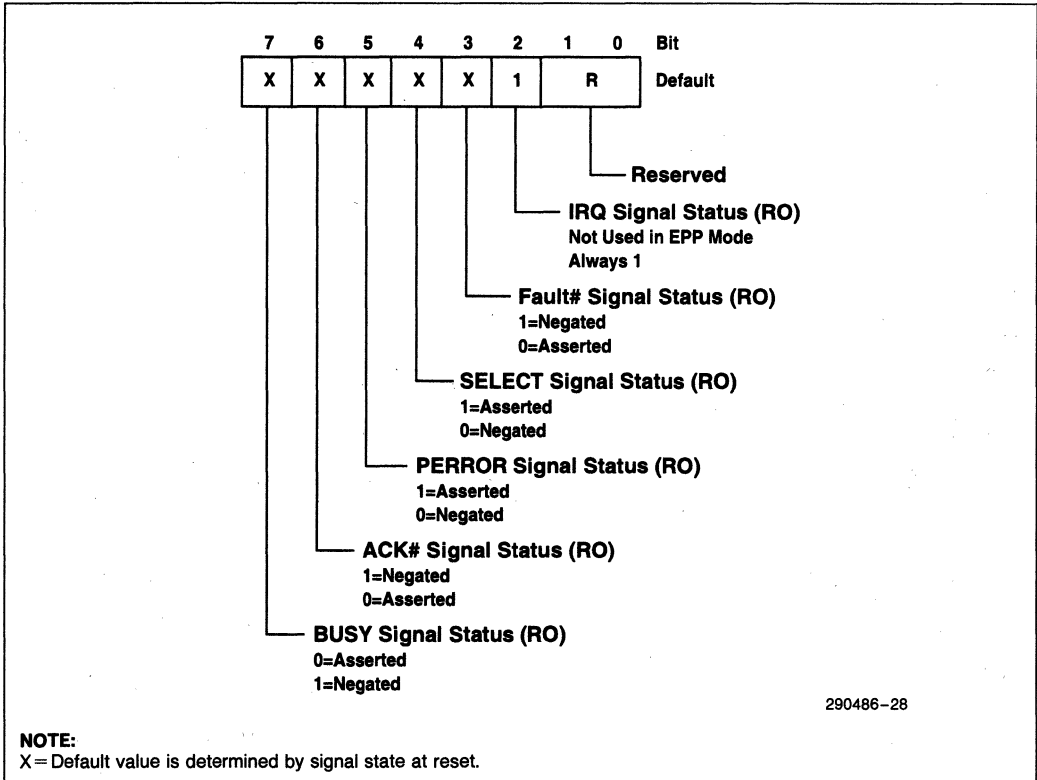 7 6 5 4 3 2 1 0 Bit
X X X X X 1 R Default
Reserved
IRQ Signal Status (RO)
Not Used in EPP Mode
Always 1
Fault# Signal Status (RO)
1=Negated
0=Asserted
SELECT Signal Status (RO)
1=Asserted
0=Negated
PERROR Signal Status (RO)
1=Asserted
0=Negated
ACK# Signal Status (RO)
1=Negated
0=Asserted
BUSY Signal Status (RO)
0=Asserted
1=Negated
290486-28
NOTE:
X = Default value is determined by signal state at reset.